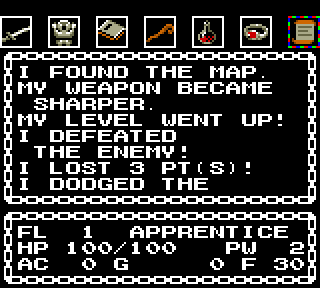 I FOUND THE MAP.
MY WEAPON BECAME
SHARPER.
MY LEVEL WENT UP!
I DEFEATED
THE ENEMY!
I LOST 3 PT(S)!
I DODGED THE
FL 1 APPRENTICE
HP 100/100 PW 2
AC 0 G 0 F 30